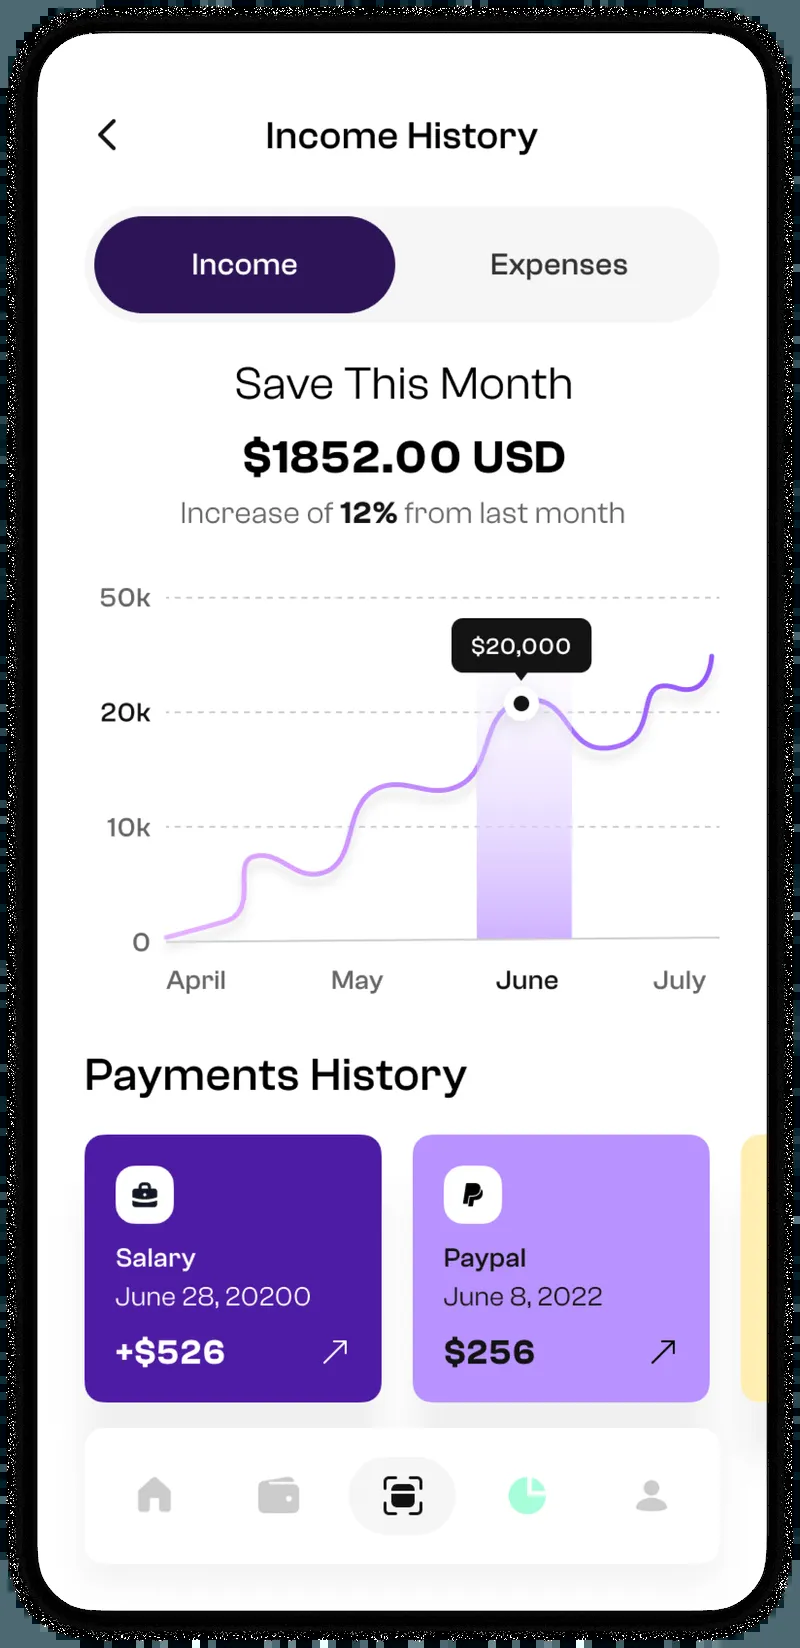 Income History
Income
Expenses
Save This Month
$1852.00 USD
Increase of 12% from last month
50k
$20,000
20k
10k
0
April
May
June
July
Payments History
Salary
June 28, 20200
+$526
Paypal
June 8, 2022
$256